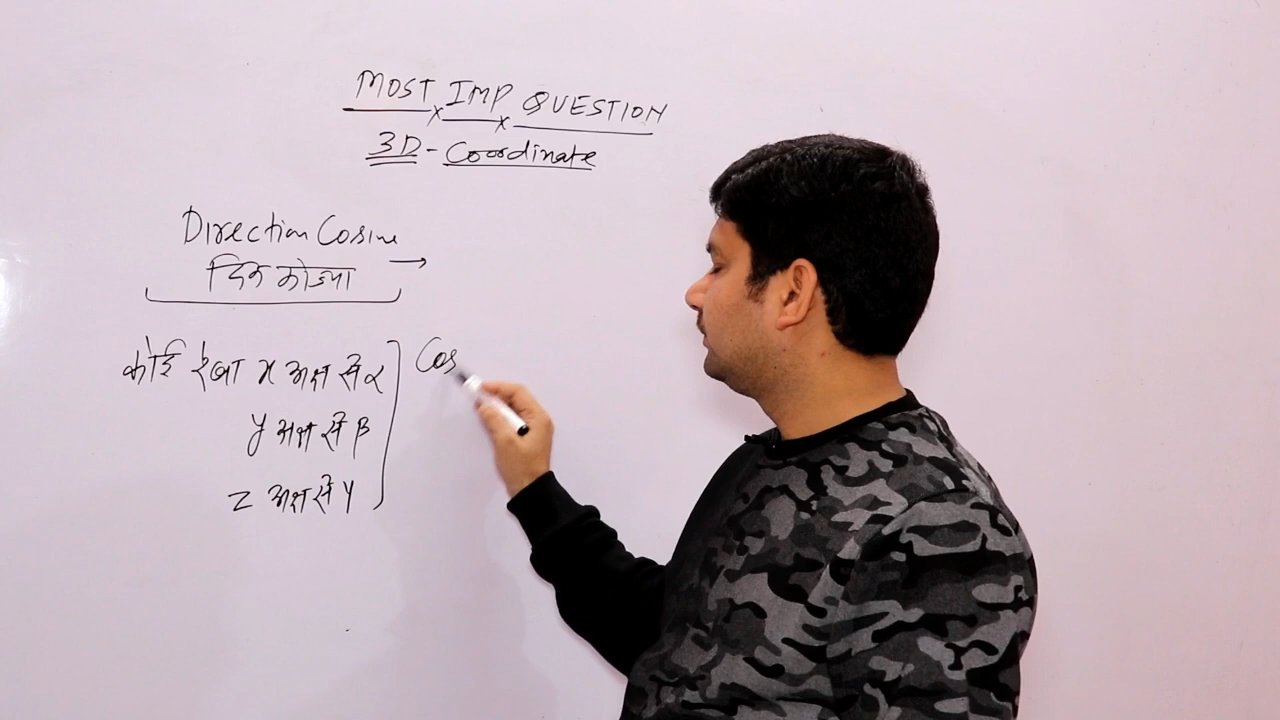 MOST IMP QUESTION
3D - Coordinate
Direction Cosine
दिक कोज्या →
कोई रेखा x अक्ष से α
y अक्ष से β
z अक्ष से γ
Cos